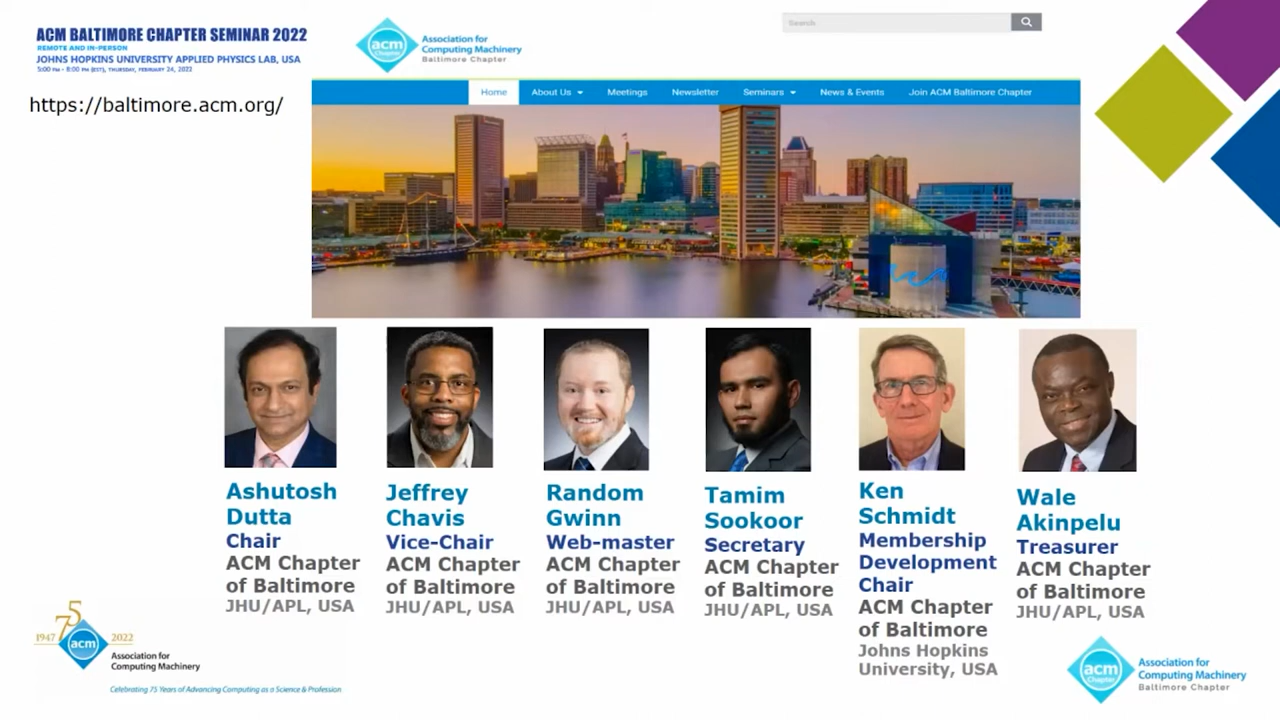 ACM BALTIMORE CHAPTER SEMINAR 2022
REMOTE AND IN-PERSON
JOHNS HOPKINS UNIVERSITY APPLIED PHYSICS LAB, USA
5:00 PM - 8:00 PM (EST), THURSDAY, FEBRUARY 24, 2022
https://baltimore.acm.org/
acm
Chapter
Association for
Computing Machinery
Baltimore Chapter
Search
Home About Us Meetings Newsletter Seminars News & Events Join ACM Baltimore Chapter
Ashutosh
Dutta
Chair
ACM Chapter
of Baltimore
JHU/APL, USA
Jeffrey
Chavis
Vice-Chair
ACM Chapter
of Baltimore
JHU/APL, USA
Random
Gwinn
Web-master
ACM Chapter
of Baltimore
JHU/APL, USA
Tamim
Sookoor
Secretary
ACM Chapter
of Baltimore
JHU/APL, USA
Ken
Schmidt
Membership
Development
Chair
ACM Chapter
of Baltimore
Johns Hopkins
University, USA
Wale
Akinpelu
Treasurer
ACM Chapter
of Baltimore
JHU/APL, USA
75
1947 2022
acm
Association for
Computing Machinery
Celebrating 75 Years of Advancing Computing as a Science & Profession
acm
Chapter
Association for
Computing Machinery
Baltimore Chapter